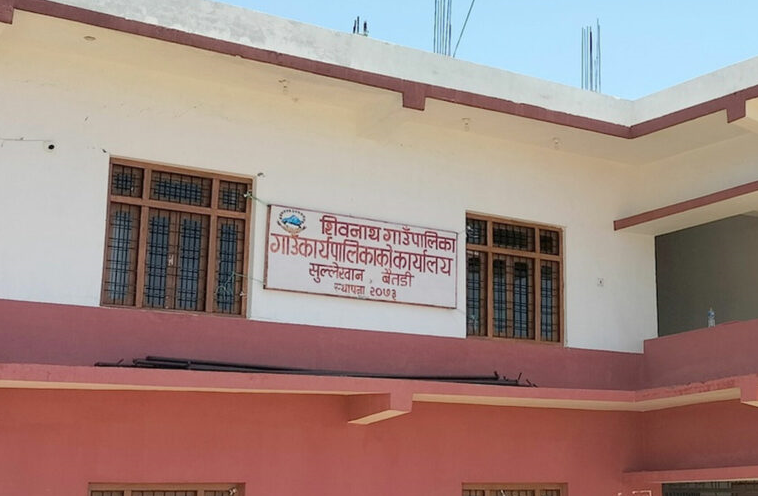 शिवनाथ गाउँपालिका
गाउँकार्यपालिकाकोकार्यालय
सुल्लेखान, बैतडी
स्थापना २०७३